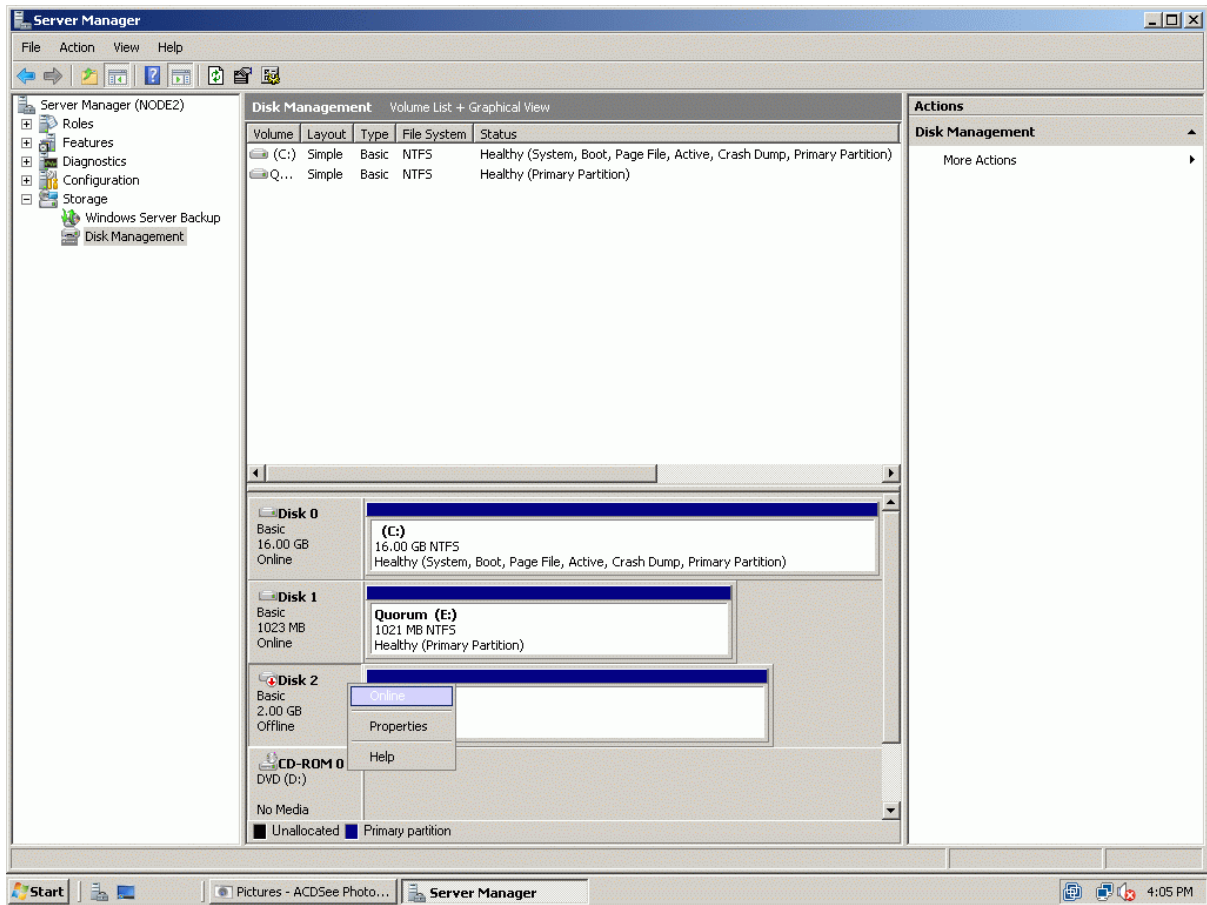 Server Manager
File Action View Help
Server Manager (NODE2)
Roles
Features
Diagnostics
Configuration
Storage
Windows Server Backup
Disk Management
Disk Management Volume List + Graphical View
Volume Layout Type File System Status
(C:) Simple Basic NTFS Healthy (System, Boot, Page File, Active, Crash Dump, Primary Partition)
Q... Simple Basic NTFS Healthy (Primary Partition)
Disk 0
Basic
16.00 GB
Online
(C:)
16.00 GB NTFS
Healthy (System, Boot, Page File, Active, Crash Dump, Primary Partition)
Disk 1
Basic
1023 MB
Online
Quorum (E:)
1021 MB NTFS
Healthy (Primary Partition)
Disk 2
Basic
2.00 GB
Offline
Online
Properties
Help
CD-ROM 0
DVD (D:)
No Media
Unallocated Primary partition
Actions
Disk Management
More Actions
Start Pictures - ACDSee Photo... Server Manager 4:05 PM